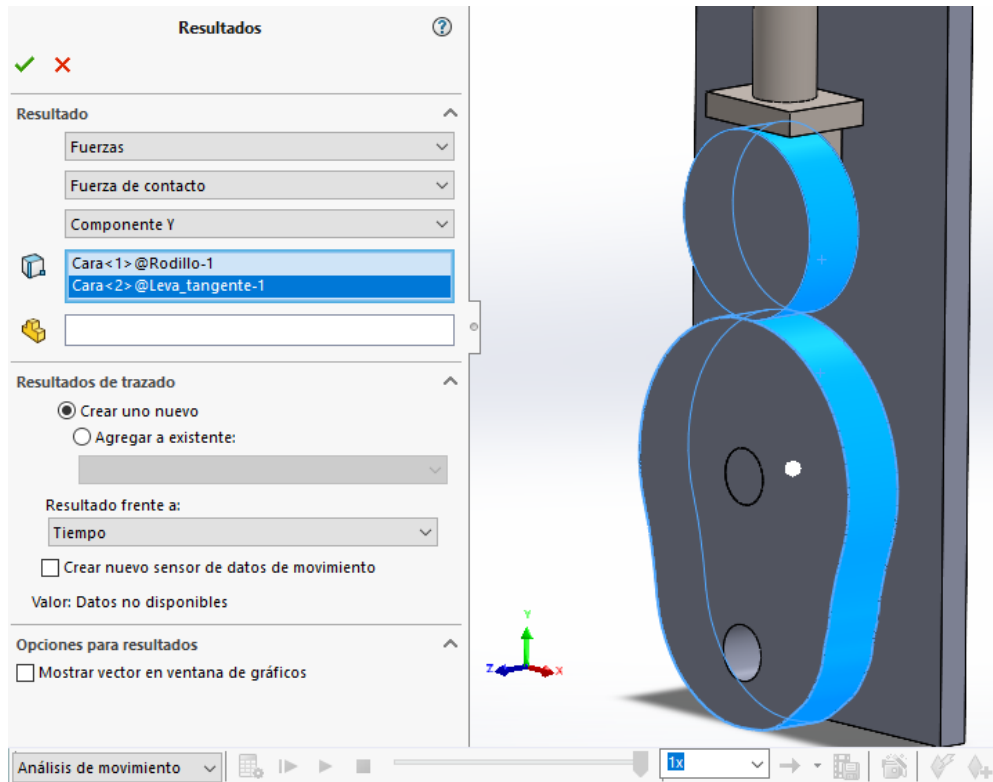 Resultados
Resultado
Fuerzas
Fuerza de contacto
Componente Y
Cara<1>@Rodillo-1
Cara<2>@Leva_tangente-1
Resultados de trazado
Crear uno nuevo
Agregar a existente:
Resultado frente a:
Tiempo
Crear nuevo sensor de datos de movimiento
Valor: Datos no disponibles
Opciones para resultados
Mostrar vector en ventana de gráficos
Y
Z
X
Análisis de movimiento
1x